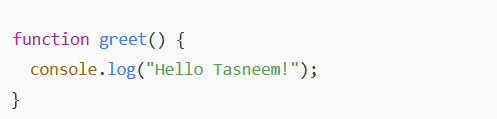 function greet() {
  console.log("Hello Tasneem!");
}